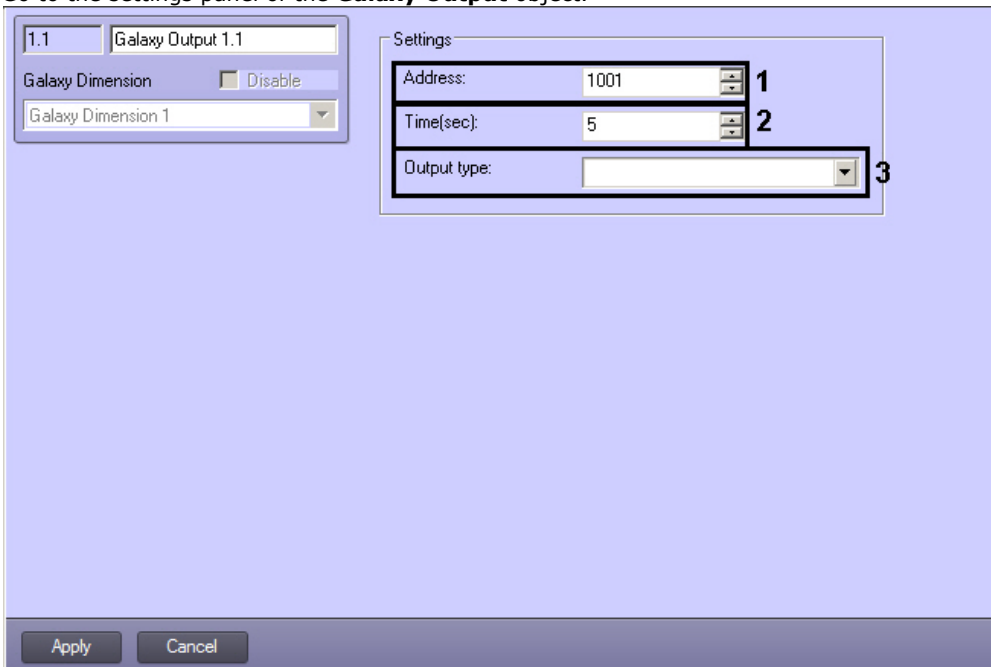 Go to the settings panel of the Galaxy Output object.
1.1 Galaxy Output 1.1
Galaxy Dimension Disable
Galaxy Dimension 1
Settings
Address: 1001 1
Time(sec): 5 2
Output type: 3
Apply Cancel